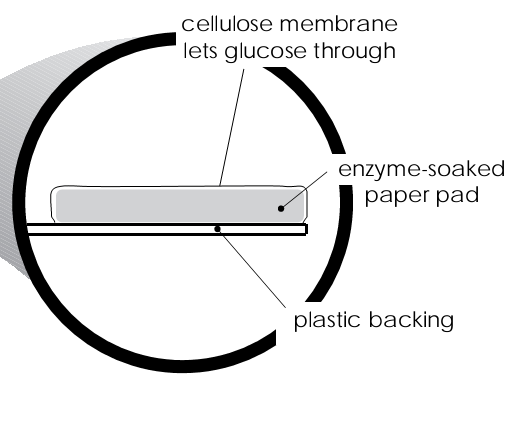 cellulose membrane
lets glucose through
enzyme-soaked
paper pad
plastic backing